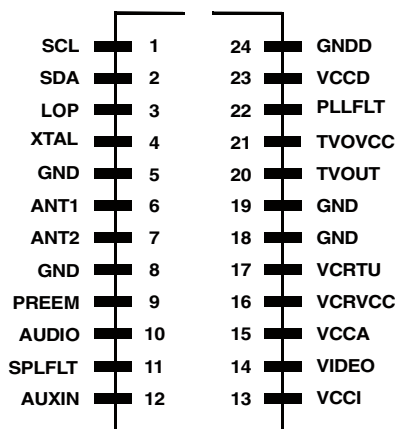 SCL 1 24 GNDD
SDA 2 23 VCCD
LOP 3 22 PLLFLT
XTAL 4 21 TVOVCC
GND 5 20 TVOUT
ANT1 6 19 GND
ANT2 7 18 GND
GND 8 17 VCRTU
PREEM 9 16 VCRVCC
AUDIO 10 15 VCCA
SPLFLT 11 14 VIDEO
AUXIN 12 13 VCCI